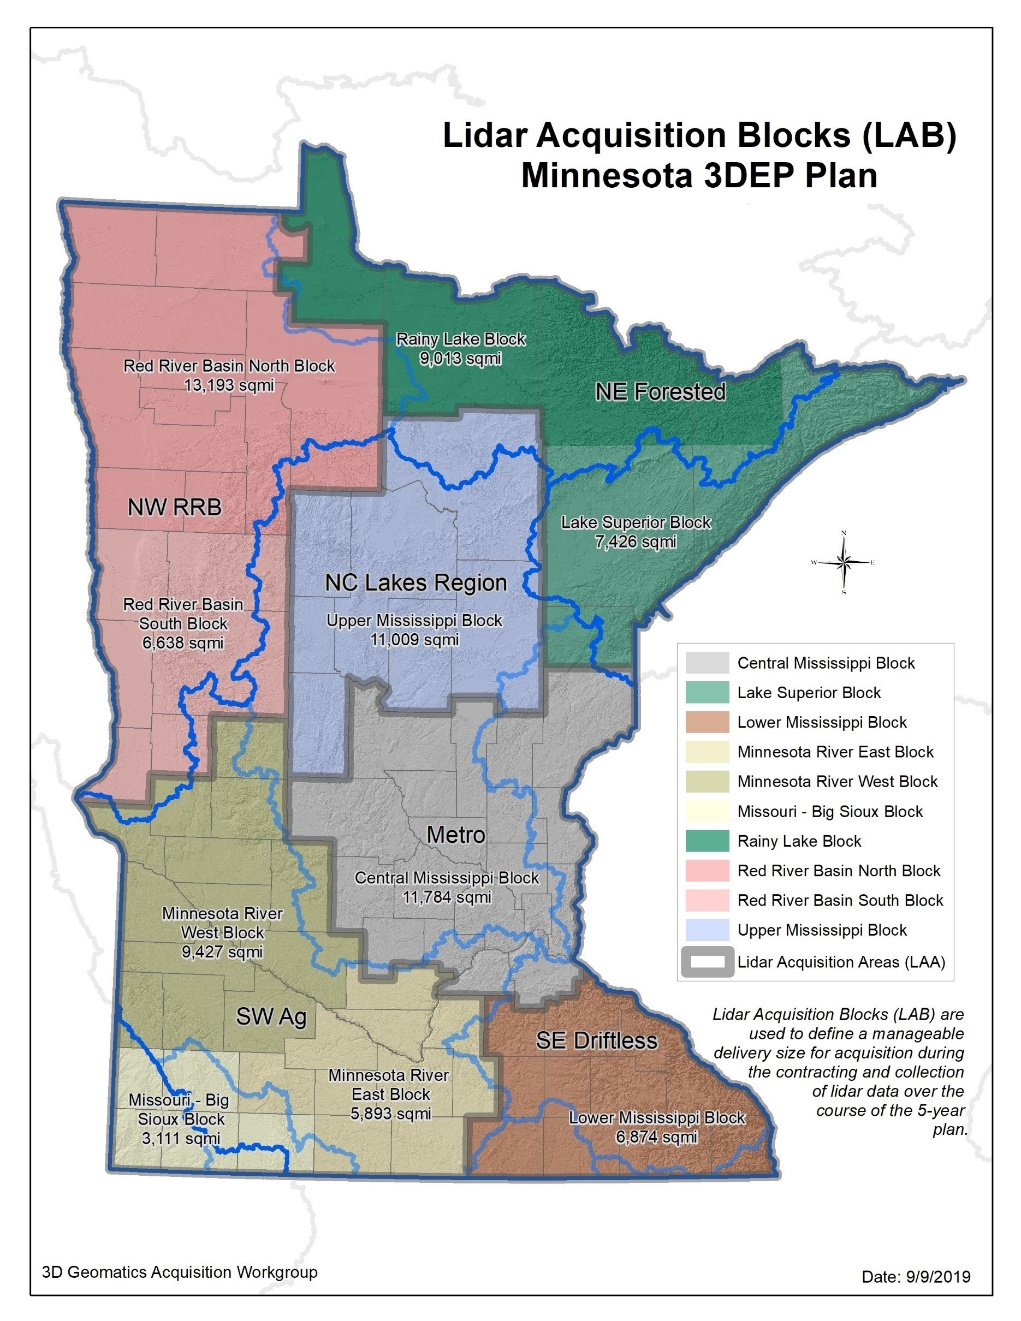 Lidar Acquisition Blocks (LAB)
Minnesota 3DEP Plan
Rainy Lake Block
9,013 sqmi
Red River Basin North Block
13,193 sqmi
NE Forested
NW RRB
Lake Superior Block
7,426 sqmi
N
W
E
S
NC Lakes Region
Upper Mississippi Block
11,009 sqmi
Red River Basin
South Block
6,638 sqmi
Metro
Central Mississippi Block
11,784 sqmi
Minnesota River
West Block
9,427 sqmi
SW Ag
SE Driftless
Minnesota River
East Block
5,893 sqmi
Missouri - Big
Sioux Block
3,111 sqmi
Lower Mississippi Block
6,874 sqmi
Central Mississippi Block
Lake Superior Block
Lower Mississippi Block
Minnesota River East Block
Minnesota River West Block
Missouri - Big Sioux Block
Rainy Lake Block
Red River Basin North Block
Red River Basin South Block
Upper Mississippi Block
Lidar Acquisition Areas (LAA)
Lidar Acquisition Blocks (LAB) are
used to define a manageable
delivery size for acquisition during
the contracting and collection
of lidar data over the
course of the 5-year
plan.
3D Geomatics Acquisition Workgroup
Date: 9/9/2019